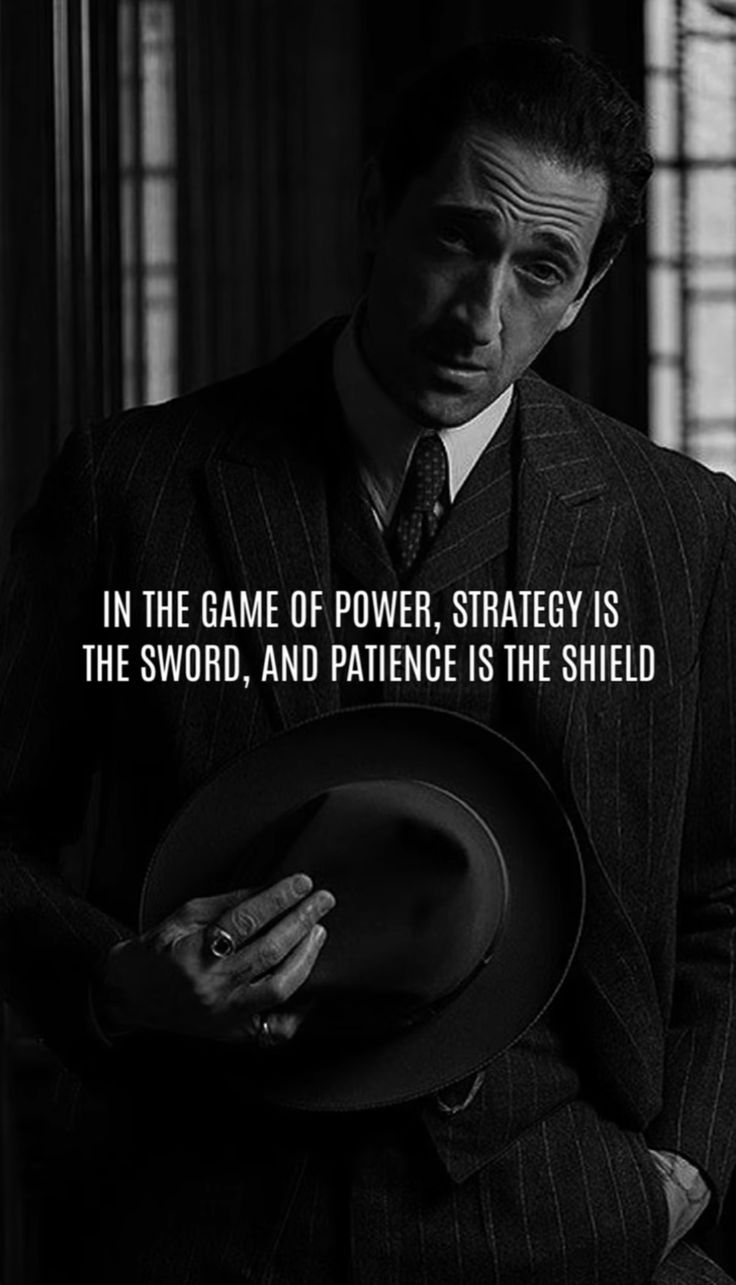 IN THE GAME OF POWER, STRATEGY IS
THE SWORD, AND PATIENCE IS THE SHIELD